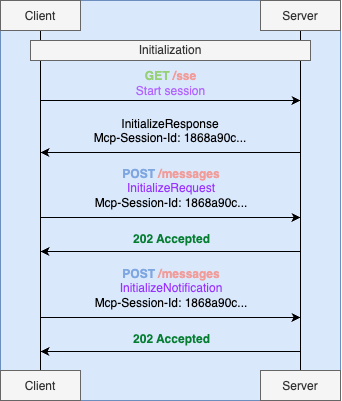 Client Server
Initialization
GET /sse
Start session
InitializeResponse
Mcp-Session-Id: 1868a90c...
POST /messages
InitializeRequest
Mcp-Session-Id: 1868a90c...
202 Accepted
POST /messages
InitializeNotification
Mcp-Session-Id: 1868a90c...
202 Accepted
Client Server